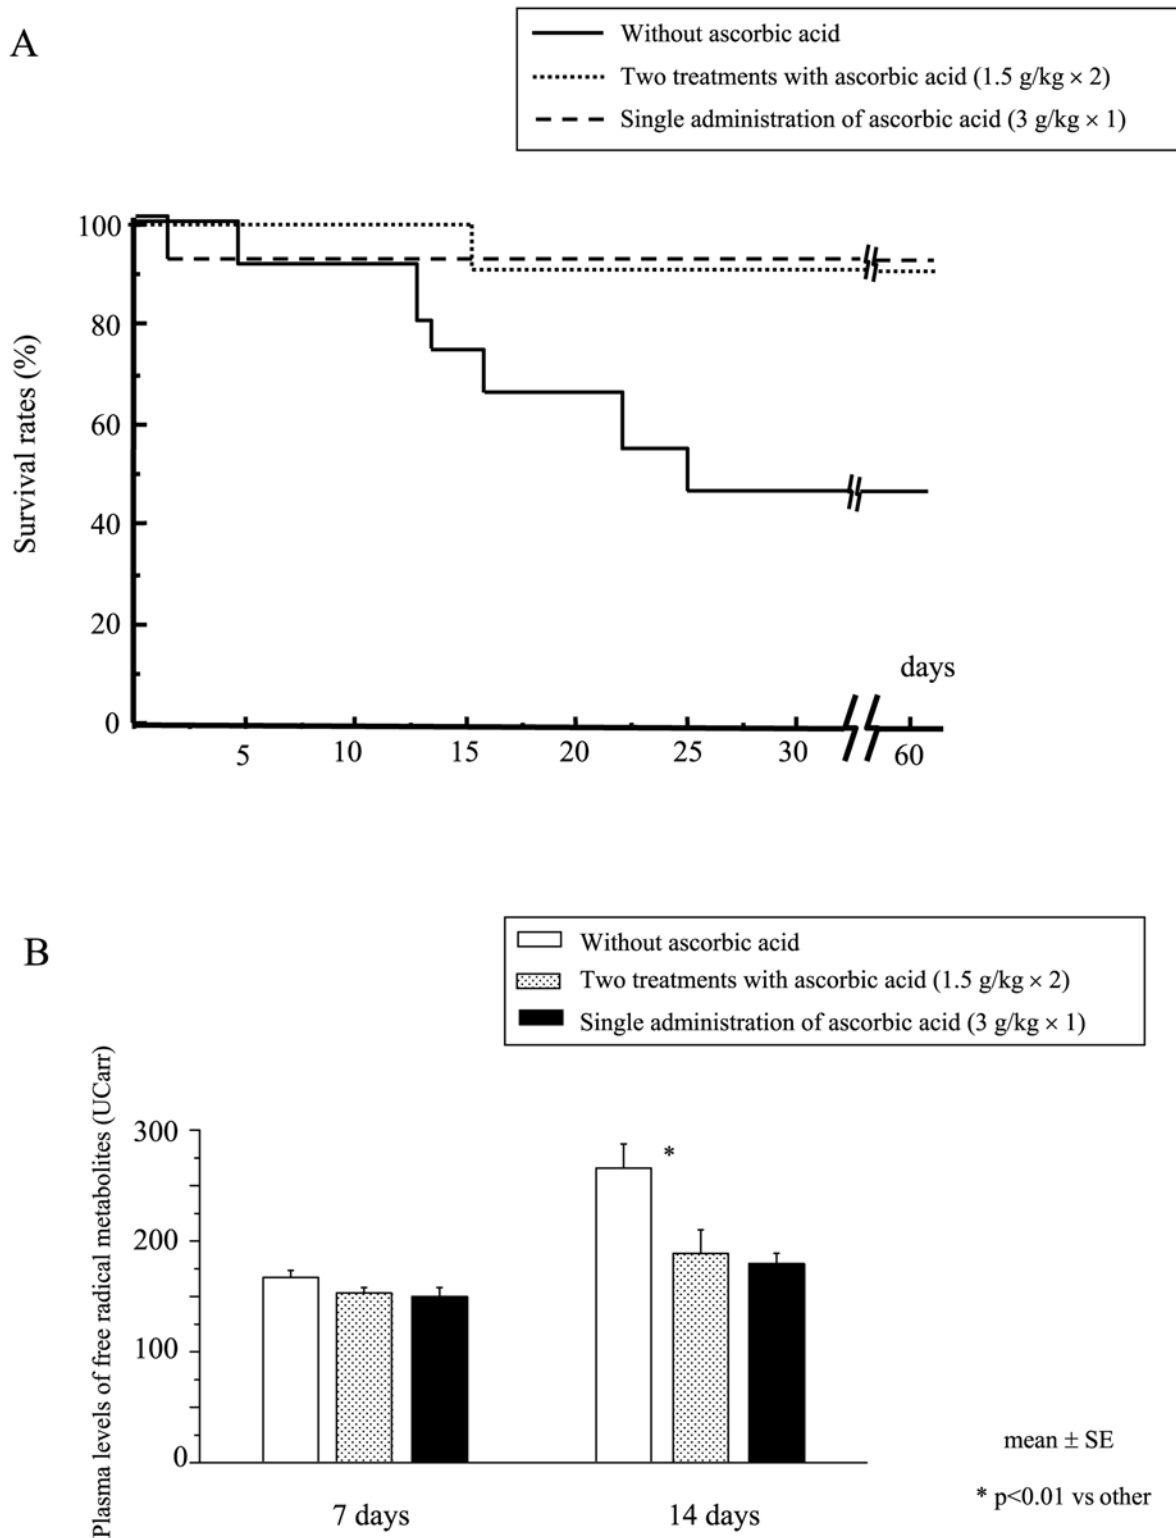 A
Without ascorbic acid
Two treatments with ascorbic acid (1.5 g/kg × 2)
Single administration of ascorbic acid (3 g/kg × 1)
Survival rates (%)
100
80
60
40
20
0
days
5 10 15 20 25 30 60
B
Without ascorbic acid
Two treatments with ascorbic acid (1.5 g/kg × 2)
Single administration of ascorbic acid (3 g/kg × 1)
Plasma levels of free radical metabolites (UCarr)
300
200
100
0
*
7 days 14 days
mean ± SE
* p<0.01 vs other